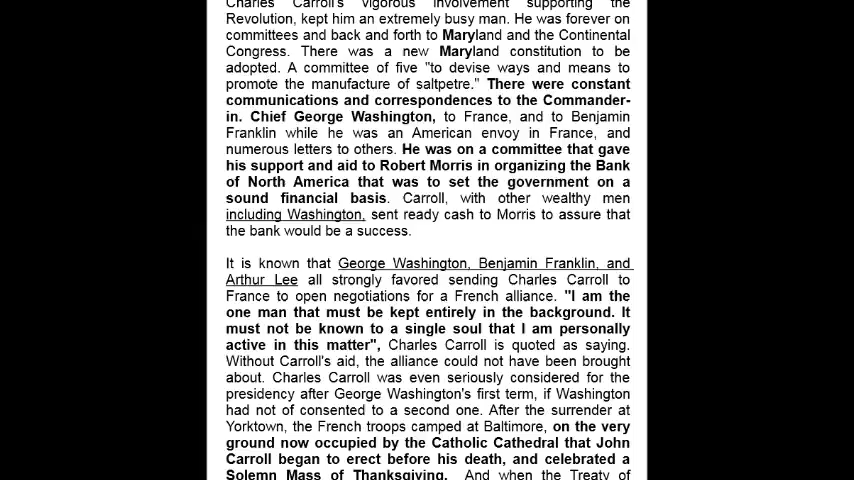 Charles Carroll's vigorous involvement supporting the
Revolution, kept him an extremely busy man. He was forever on
committees and back and forth to Maryland and the Continental
Congress. There was a new Maryland constitution to be
adopted. A committee of five "to devise ways and means to
promote the manufacture of saltpetre." There were constant
communications and correspondences to the Commander-
in. Chief George Washington, to France, and to Benjamin
Franklin while he was an American envoy in France, and
numerous letters to others. He was on a committee that gave
his support and aid to Robert Morris in organizing the Bank
of North America that was to set the government on a
sound financial basis. Carroll, with other wealthy men
including Washington, sent ready cash to Morris to assure that
the bank would be a success.
It is known that George Washington, Benjamin Franklin, and
Arthur Lee all strongly favored sending Charles Carroll to
France to open negotiations for a French alliance. "I am the
one man that must be kept entirely in the background. It
must not be known to a single soul that I am personally
active in this matter", Charles Carroll is quoted as saying.
Without Carroll's aid, the alliance could not have been brought
about. Charles Carroll was even seriously considered for the
presidency after George Washington's first term, if Washington
had not of consented to a second one. After the surrender at
Yorktown, the French troops camped at Baltimore, on the very
ground now occupied by the Catholic Cathedral that John
Carroll began to erect before his death, and celebrated a
Solemn Mass of Thanksgiving. And when the Treaty of